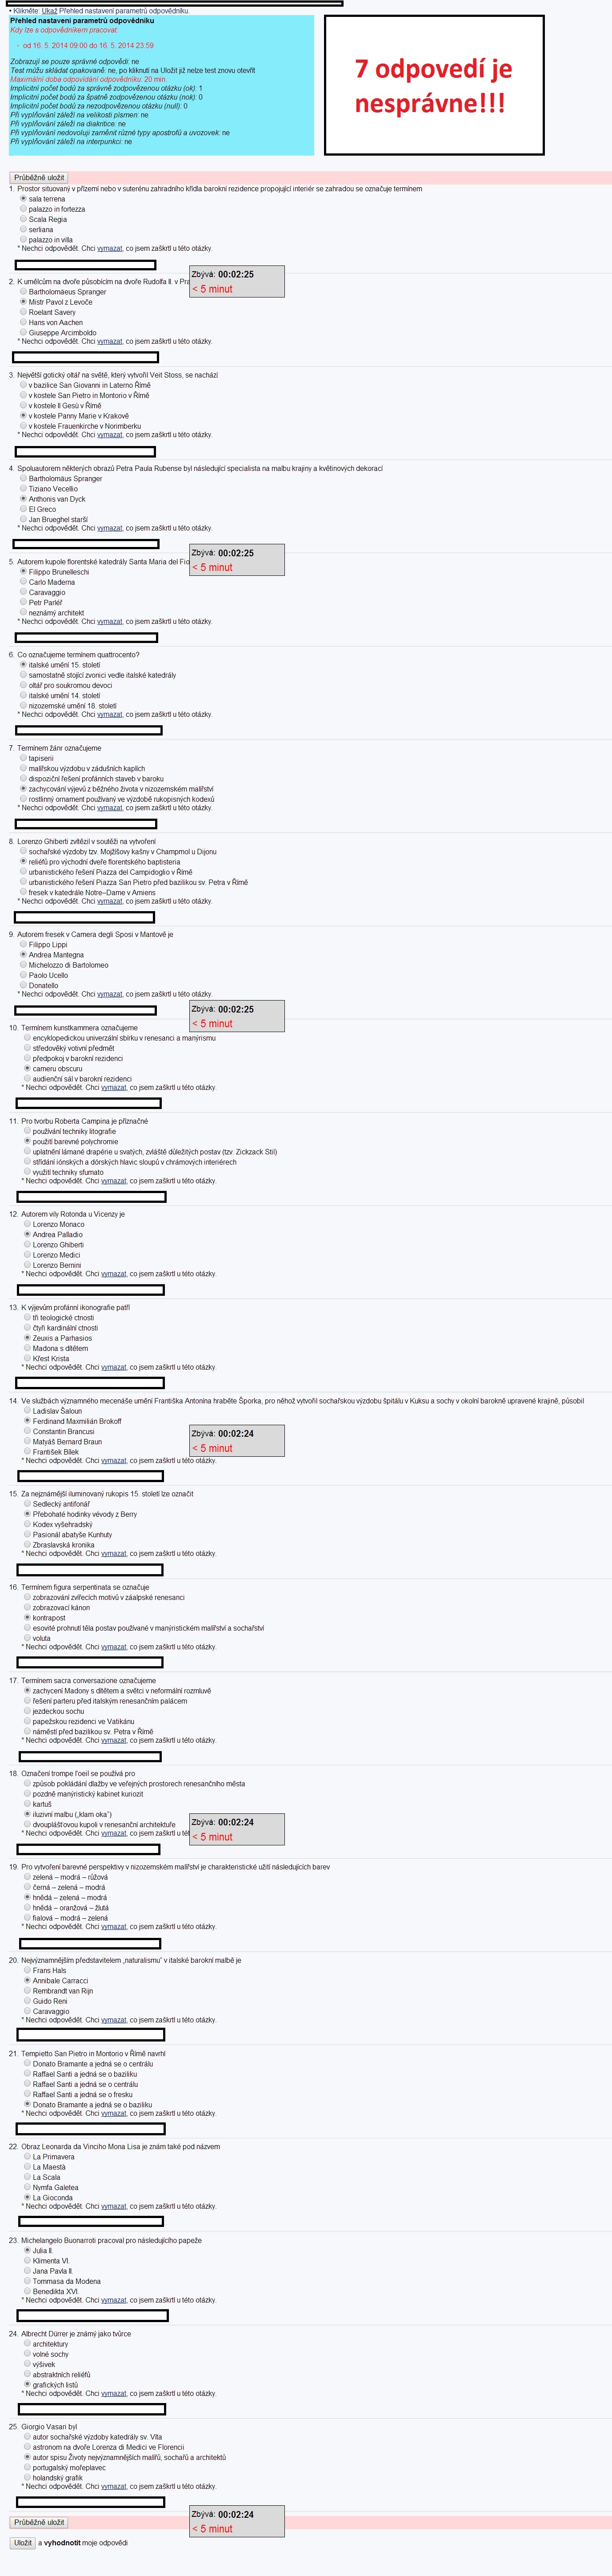 • Klikněte: Ukaž Přehled nastavení parametrů odpovědníku.
Přehled nastavení parametrů odpovědníku
Kdy lze s odpovědníkem pracovat:
◦ od 16. 5. 2014 09:00 do 16. 5. 2014 23:59
Zobrazují se pouze správné odpovědi: ne
Test můžu skládat opakovaně: ne, po kliknutí na Uložit již nelze test znovu otevřít
Maximální doba odpovídání odpovědníku: 20 min.
Implicitní počet bodů za správně zodpovězenou otázku (ok): 1
Implicitní počet bodů za špatně zodpovězenou otázku (nok): 0
Implicitní počet bodů za nezodpovězenou otázku (null): 0
Při vyplňování záleží na velikosti písmen: ne
Při vyplňování záleží na diakritice: ne
Při vyplňování nedovoluji zaměnit různé typy apostrofů a uvozovek: ne
Při vyplňování záleží na interpunkci: ne
7 odpovedí je
nesprávne!!!
Průběžně uložit
1. Prostor situovaný v přízemí nebo v suterénu zahradního křídla barokní rezidence propojující interiér se zahradou se označuje termínem
sala terrena
palazzo in fortezza
Scala Regia
serliana
palazzo in villa
* Nechci odpovědět. Chci vymazat, co jsem zaškrtl u této otázky.
Zbývá: 00:02:25
< 5 minut
2. K umělcům na dvoře působícím na dvoře Rudolfa II. v Pra
Bartholomäeus Spranger
Mistr Pavol z Levoče
Roelant Savery
Hans von Aachen
Giuseppe Arcimboldo
* Nechci odpovědět. Chci vymazat, co jsem zaškrtl u této otázky.
3. Největší gotický oltář na světě, který vytvořil Veit Stoss, se nachází
v bazilice San Giovanni in Laterno Římě
v kostele San Pietro in Montorio v Římě
v kostele Il Gesù v Římě
v kostele Panny Marie v Krakově
v kostele Frauenkirche v Norimberku
* Nechci odpovědět. Chci vymazat, co jsem zaškrtl u této otázky.
4. Spoluautorem některých obrazů Petra Paula Rubense byl následující specialista na malbu krajiny a květinových dekorací
Bartholomäus Spranger
Tiziano Vecellio
Anthonis van Dyck
El Greco
Jan Brueghel starší
* Nechci odpovědět. Chci vymazat, co jsem zaškrtl u této otázky.
Zbývá: 00:02:25
< 5 minut
5. Autorem kupole florentské katedrály Santa Maria del Fio
Filippo Brunelleschi
Carlo Maderna
Caravaggio
Petr Parléř
neznámý architekt
* Nechci odpovědět. Chci vymazat, co jsem zaškrtl u této otázky.
6. Co označujeme termínem quattrocento?
italské umění 15. století
samostatně stojící zvonici vedle italské katedrály
oltář pro soukromou devoci
italské umění 14. století
nizozemské umění 18. století
* Nechci odpovědět. Chci vymazat, co jsem zaškrtl u této otázky.
7. Termínem žánr označujeme
tapiserii
malířskou výzdobu v zádušních kaplích
dispoziční řešení profánních staveb v baroku
zachycování výjevů z běžného života v nizozemském malířství
rostlinný ornament používaný ve výzdobě rukopisných kodexů
* Nechci odpovědět. Chci vymazat, co jsem zaškrtl u této otázky.
8. Lorenzo Ghiberti zvítězil v soutěži na vytvoření
sochařské výzdoby tzv. Mojžíšovy kašny v Champmol u Dijonu
reliéfů pro východní dveře florentského baptisteria
urbanistického řešení Piazza del Campidoglio v Římě
urbanistického řešení Piazza San Pietro před bazilikou sv. Petra v Římě
fresek v katedrále Notre–Dame v Amiens
* Nechci odpovědět. Chci vymazat, co jsem zaškrtl u této otázky.
9. Autorem fresek v Camera degli Sposi v Mantově je
Filippo Lippi
Andrea Mantegna
Michelozzo di Bartolomeo
Paolo Ucello
Donatello
* Nechci odpovědět. Chci vymazat, co jsem zaškrtl u této otázky.
Zbývá: 00:02:25
< 5 minut
10. Termínem kunstkammera označujeme
encyklopedickou univerzální sbírku v renesanci a manýrismu
středověký votivní předmět
předpokoj v barokní rezidenci
cameru obscuru
audienční sál v barokní rezidenci
* Nechci odpovědět. Chci vymazat, co jsem zaškrtl u této otázky.
11. Pro tvorbu Roberta Campina je příznačné
používání techniky litografie
použití barevné polychromie
uplatnění lámané drapérie u svatých, zvláště důležitých postav (tzv. Zickzack Stil)
střídání iónských a dórských hlavic sloupů v chrámových interiérech
využití techniky sfumato
* Nechci odpovědět. Chci vymazat, co jsem zaškrtl u této otázky.
12. Autorem vily Rotonda u Vicenzy je
Lorenzo Monaco
Andrea Palladio
Lorenzo Ghiberti
Lorenzo Medici
Lorenzo Bernini
* Nechci odpovědět. Chci vymazat, co jsem zaškrtl u této otázky.
13. K výjevům profánní ikonografie patří
tři teologické ctnosti
čtyři kardinální ctnosti
Zeuxis a Parhasios
Madona s dítětem
Křest Krista
* Nechci odpovědět. Chci vymazat, co jsem zaškrtl u této otázky.
14. Ve službách významného mecenáše umění Františka Antonína hraběte Šporka, pro něhož vytvořil sochařskou výzdobu špitálu v Kuksu a sochy v okolní barokně upravené krajině, působil
Ladislav Šaloun
Ferdinand Maxmilián Brokoff
Constantin Brancusi
Matyáš Bernard Braun
František Bílek
* Nechci odpovědět. Chci vymazat, co jsem zaškrtl u této otázky.
Zbývá: 00:02:24
< 5 minut
15. Za nejznámější iluminovaný rukopis 15. století lze označit
Sedlecký antifonář
Přebohaté hodinky vévody z Berry
Kodex vyšehradský
Pasionál abatyše Kunhuty
Zbraslavská kronika
* Nechci odpovědět. Chci vymazat, co jsem zaškrtl u této otázky.
16. Termínem figura serpentinata se označuje
zobrazování zvířecích motivů v záalpské renesanci
zobrazovací kánon
kontrapost
esovité prohnutí těla postav používané v manýristickém malířství a sochařství
voluta
* Nechci odpovědět. Chci vymazat, co jsem zaškrtl u této otázky.
17. Termínem sacra conversazione označujeme
zachycení Madony s dítětem a světci v neformální rozmluvě
řešení parteru před italským renesančním palácem
jezdeckou sochu
papežskou rezidenci ve Vatikánu
náměstí před bazilikou sv. Petra v Římě
* Nechci odpovědět. Chci vymazat, co jsem zaškrtl u této otázky.
18. Označení trompe l'oeil se používá pro
způsob pokládání dlažby ve veřejných prostorech renesančního města
pozdně manýristický kabinet kuriozit
kartuš
iluzivní malbu („klam oka“)
dvouplášťovou kupoli v renesanční architektuře
* Nechci odpovědět. Chci vymazat, co jsem zaškrtl u tét
Zbývá: 00:02:24
< 5 minut
19. Pro vytvoření barevné perspektivy v nizozemském malířství je charakteristické užití následujících barev
zelená – modrá – růžová
černá – zelená – modrá
hnědá – zelená – modrá
hnědá – oranžová – žlutá
fialová – modrá – zelená
* Nechci odpovědět. Chci vymazat, co jsem zaškrtl u této otázky.
20. Nejvýznamnějším představitelem „naturalismu“ v italské barokní malbě je
Frans Hals
Annibale Carracci
Rembrandt van Rijn
Guido Reni
Caravaggio
* Nechci odpovědět. Chci vymazat, co jsem zaškrtl u této otázky.
21. Tempietto San Pietro in Montorio v Římě navrhl
Donato Bramante a jedná se o centrálu
Raffael Santi a jedná se o baziliku
Raffael Santi a jedná se o centrálu
Raffael Santi a jedná se o fresku
Donato Bramante a jedná se o baziliku
* Nechci odpovědět. Chci vymazat, co jsem zaškrtl u této otázky.
22. Obraz Leonarda da Vinciho Mona Lisa je znám také pod názvem
La Primavera
La Maestà
La Scala
Nymfa Galetea
La Gioconda
* Nechci odpovědět. Chci vymazat, co jsem zaškrtl u této otázky.
23. Michelangelo Buonarroti pracoval pro následujícího papeže
Julia II.
Klimenta VI.
Jana Pavla II.
Tommasa da Modena
Benedikta XVI.
* Nechci odpovědět. Chci vymazat, co jsem zaškrtl u této otázky.
24. Albrecht Dürrer je známý jako tvůrce
architektury
volné sochy
výšivek
abstraktních reliéfů
grafických listů
* Nechci odpovědět. Chci vymazat, co jsem zaškrtl u této otázky.
25. Giorgio Vasari byl
autor sochařské výzdoby katedrály sv. Víta
astronom na dvoře Lorenza di Medici ve Florencii
autor spisu Životy nejvýznamnějších malířů, sochařů a architektů
portugalský mořeplavec
holandský grafik
* Nechci odpovědět. Chci vymazat, co jsem zaškrtl u této otázky.
Zbývá: 00:02:24
< 5 minut
Průběžně uložit
Uložit a vyhodnotit moje odpovědi